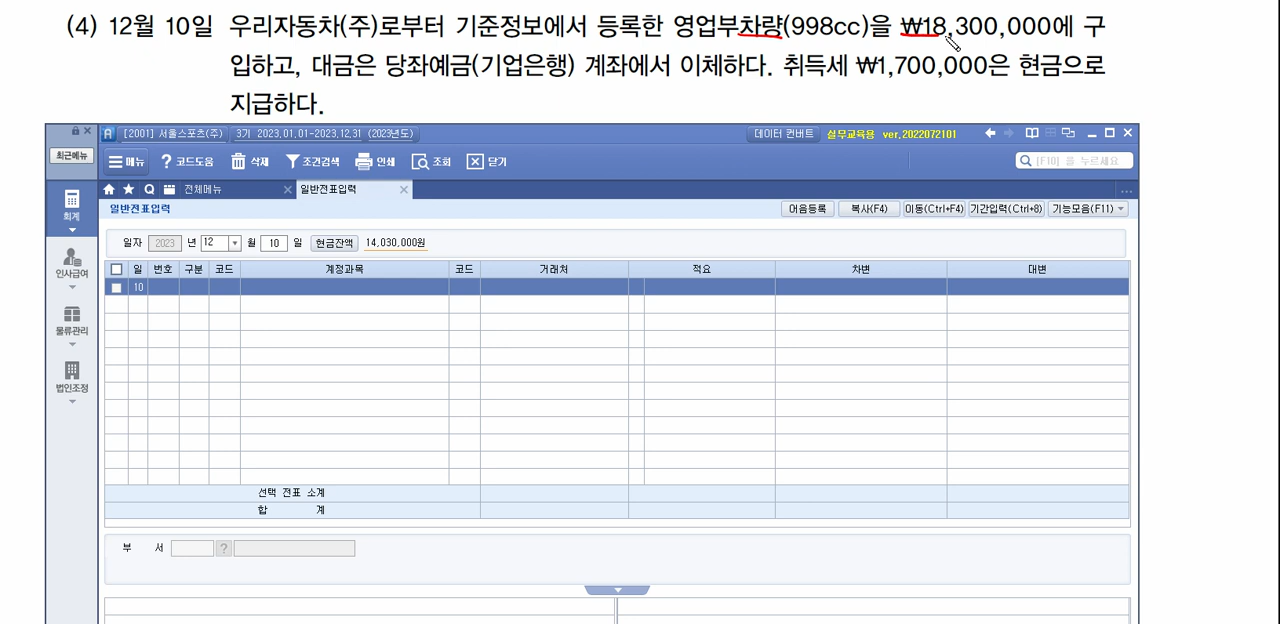 (4) 12월 10일 우리자동차(주)로부터 기준정보에서 등록한 영업부차량(998cc)을 ₩18,300,000에 구
입하고, 대금은 당좌예금(기업은행) 계좌에서 이체하다. 취득세 ₩1,700,000은 현금으로
지급하다.
최근메뉴
[2001] 서울스포츠(주) 3기 2023.01.01-2023.12.31 (2023년도) 데이터 컨버트 실무교육용 ver.2022072101
메뉴 ? 코드도움 삭제 조건검색 인쇄 조회 닫기 [F10] 을 누르세요
회계
전체메뉴 일반전표입력 ...
일반전표입력 어음등록 복사(F4) 이동(Ctrl+F4) 기간입력(Ctrl+8) 기능모음(F11)
일자 2023 년 12 월 10 일 현금잔액 14,030,000원
인사급여
일 번호 구분 코드 계정과목 코드 거래처 적요 차변 대변
10
물류관리
법인조정
선택 전표 소계
합 계
부 서 ?